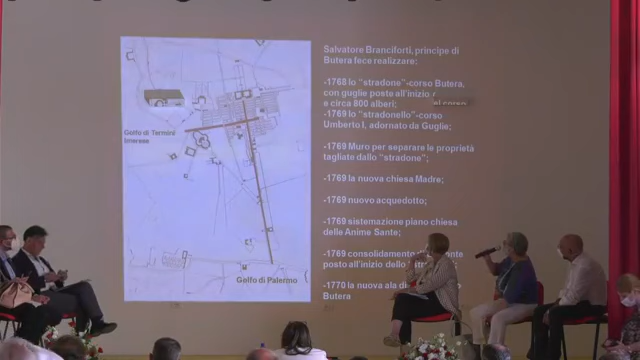 Salvatore Branciforti, principe di
Butera fece realizzare:
-1768 lo "stradone"-corso Butera,
con guglie poste all'inizio
e circa 800 alberi;
-1769 lo "stradonello"-corso
Umberto I, adornato da Guglie;
-1769 Muro per separare le proprietà
tagliate dallo "stradone";
-1769 la nuova chiesa Madre;
-1769 nuovo acquedotto;
-1769 sistemazione piano chiesa
delle Anime Sante;
-1769 consolidamento
posto all'inizio dello
-1770 la nuova ala di
Butera
Golfo di Termini
Imerese
Golfo di Palermo